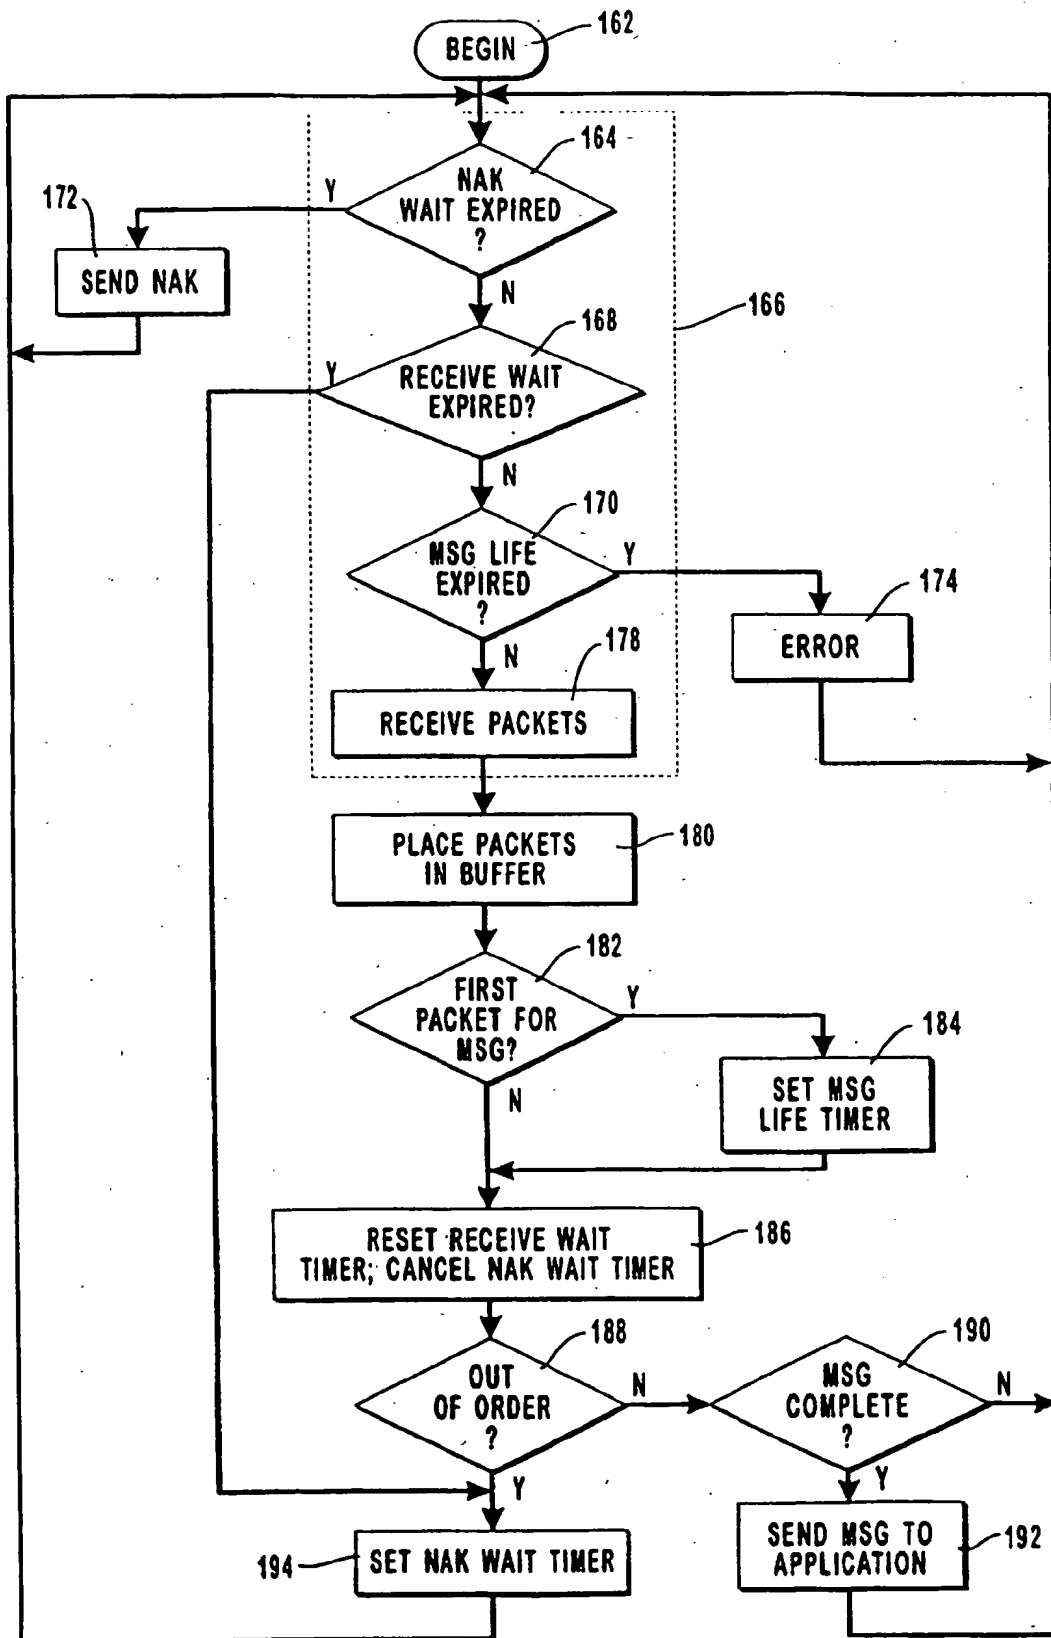 BEGIN
162
164
NAK
WAIT EXPIRED
?
Y
N
172
SEND NAK
166
168
RECEIVE WAIT
EXPIRED?
Y
N
170
MSG LIFE
EXPIRED
?
Y
N
174
ERROR
178
RECEIVE PACKETS
PLACE PACKETS
IN BUFFER
180
182
FIRST
PACKET FOR
MSG?
Y
N
184
SET MSG
LIFE TIMER
RESET RECEIVE WAIT
TIMER; CANCEL NAK WAIT TIMER
186
188
OUT
OF ORDER
?
N
Y
190
MSG
COMPLETE
?
N
Y
194
SET NAK WAIT TIMER
SEND MSG TO
APPLICATION
192